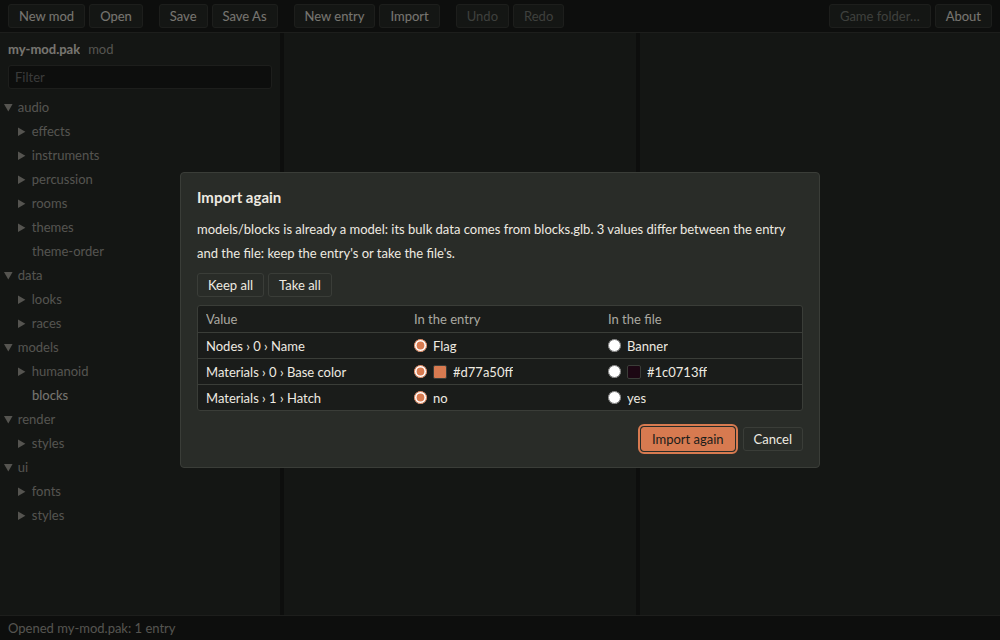 New mod Open Save Save As New entry Import Undo Redo Game folder... About
my-mod.pak mod
Filter
audio
effects
instruments
percussion
rooms
themes
theme-order
data
looks
races
models
humanoid
blocks
render
styles
ui
fonts
styles
Import again
models/blocks is already a model: its bulk data comes from blocks.glb. 3 values differ between the entry
and the file: keep the entry's or take the file's.
Keep all Take all
Value In the entry In the file
Nodes › 0 › Name Flag Banner
Materials › 0 › Base color #d77a50ff #1c0713ff
Materials › 1 › Hatch no yes
Import again Cancel
Opened my-mod.pak: 1 entry